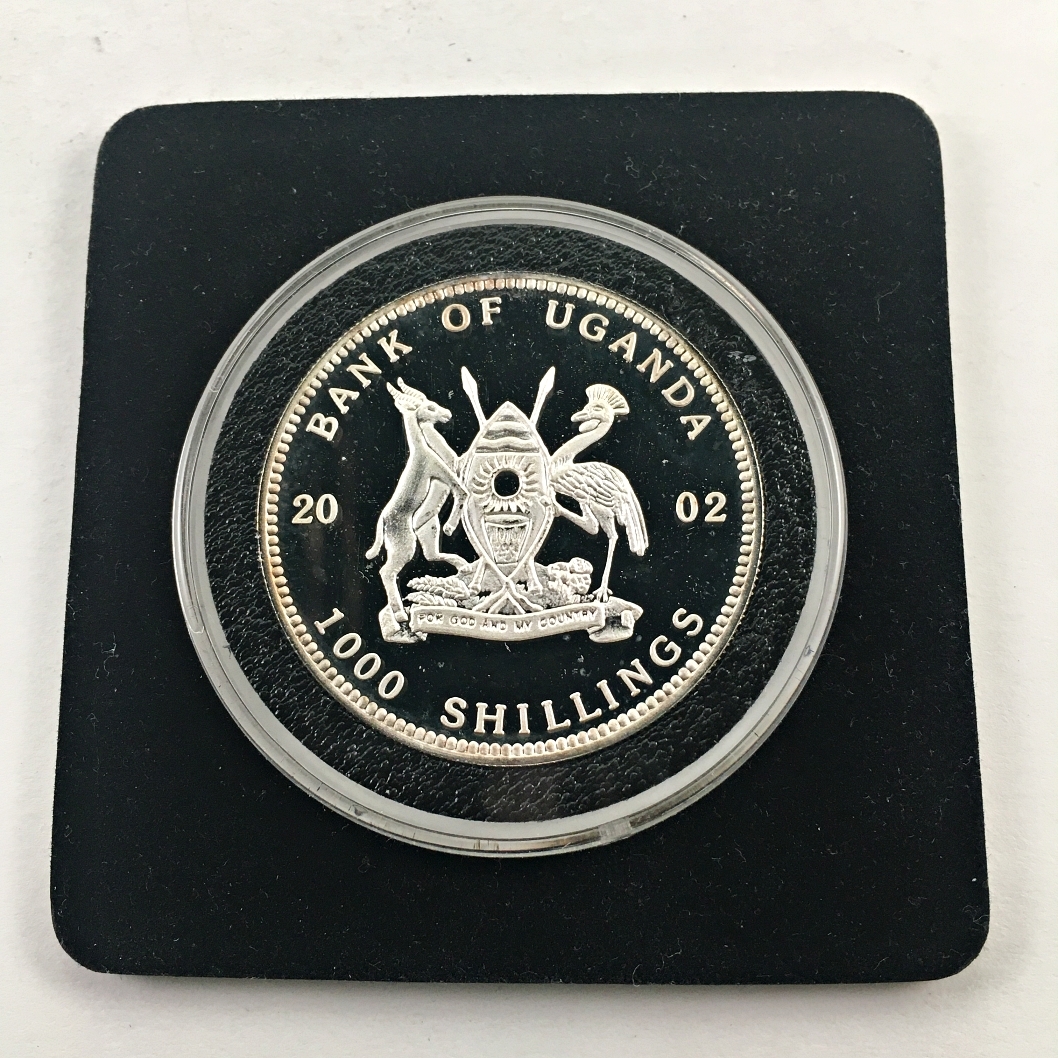 BANK OF UGANDA
20 02
FOR GOD AND MY COUNTRY
1000 SHILLINGS